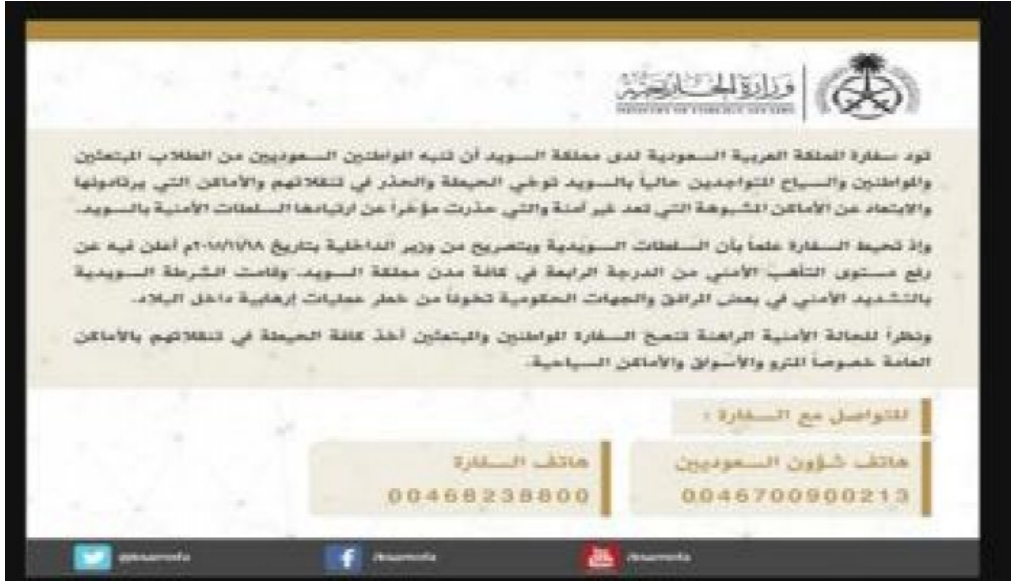 وزارة الخارجية
MINISTRY OF FOREIGN AFFAIRS
تود سفارة المملكة العربية السعودية لدى مملكة السويد أن تنبه المواطنين السعوديين من الطلاب المبتعثين
والمواطنين والسياح المتواجدين حالياً بالسويد توخي الحيطة والحذر في تنقلاتهم والأماكن التي يرتادونها
والابتعاد عن الأماكن المشبوهة التي تعد غير آمنة والتي حذرت مؤخراً عن ارتيادها السلطات الأمنية بالسويد.
وإذ تحيط السفارة علماً بأن السلطات السويدية وبتصريح من وزير الداخلية بتاريخ أعلن فيه عن
رفع مستوى التأهب الأمني من الدرجة الرابعة في كافة مدن مملكة السويد. وقامت الشرطة السويدية
بالتشديد الأمني في بعض المرافق والجهات الحكومية تخوفاً من خطر عمليات إرهابية داخل البلاد.
ونظراً للحالة الأمنية الراهنة تنصح السفارة المواطنين والمبتعثين أخذ كافة الحيطة في تنقلاتهم بالأماكن
العامة خصوصاً المترو والأسواق والأماكن السياحية.
للتواصل مع السفارة :
هاتف شؤون السعوديين
0046700900213
هاتف السفارة
00468238800
@ksamofa
/ksamofa
/ksamofa